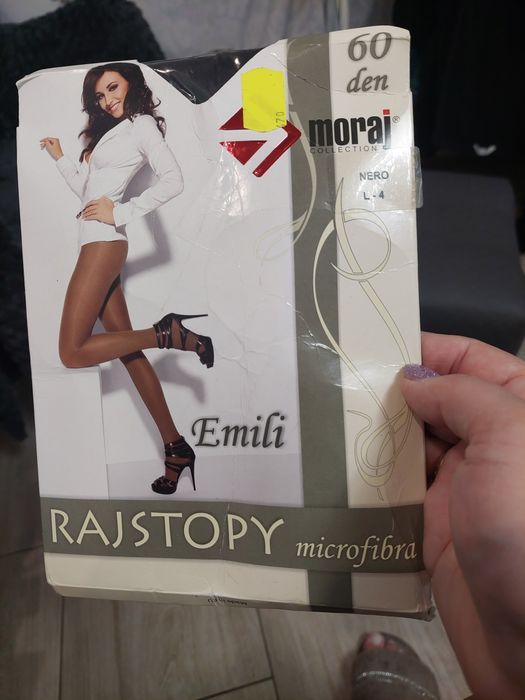 60
den
moraj®
COLLECTION
NERO
L-4
Emili
RAJSTOPY microfibra